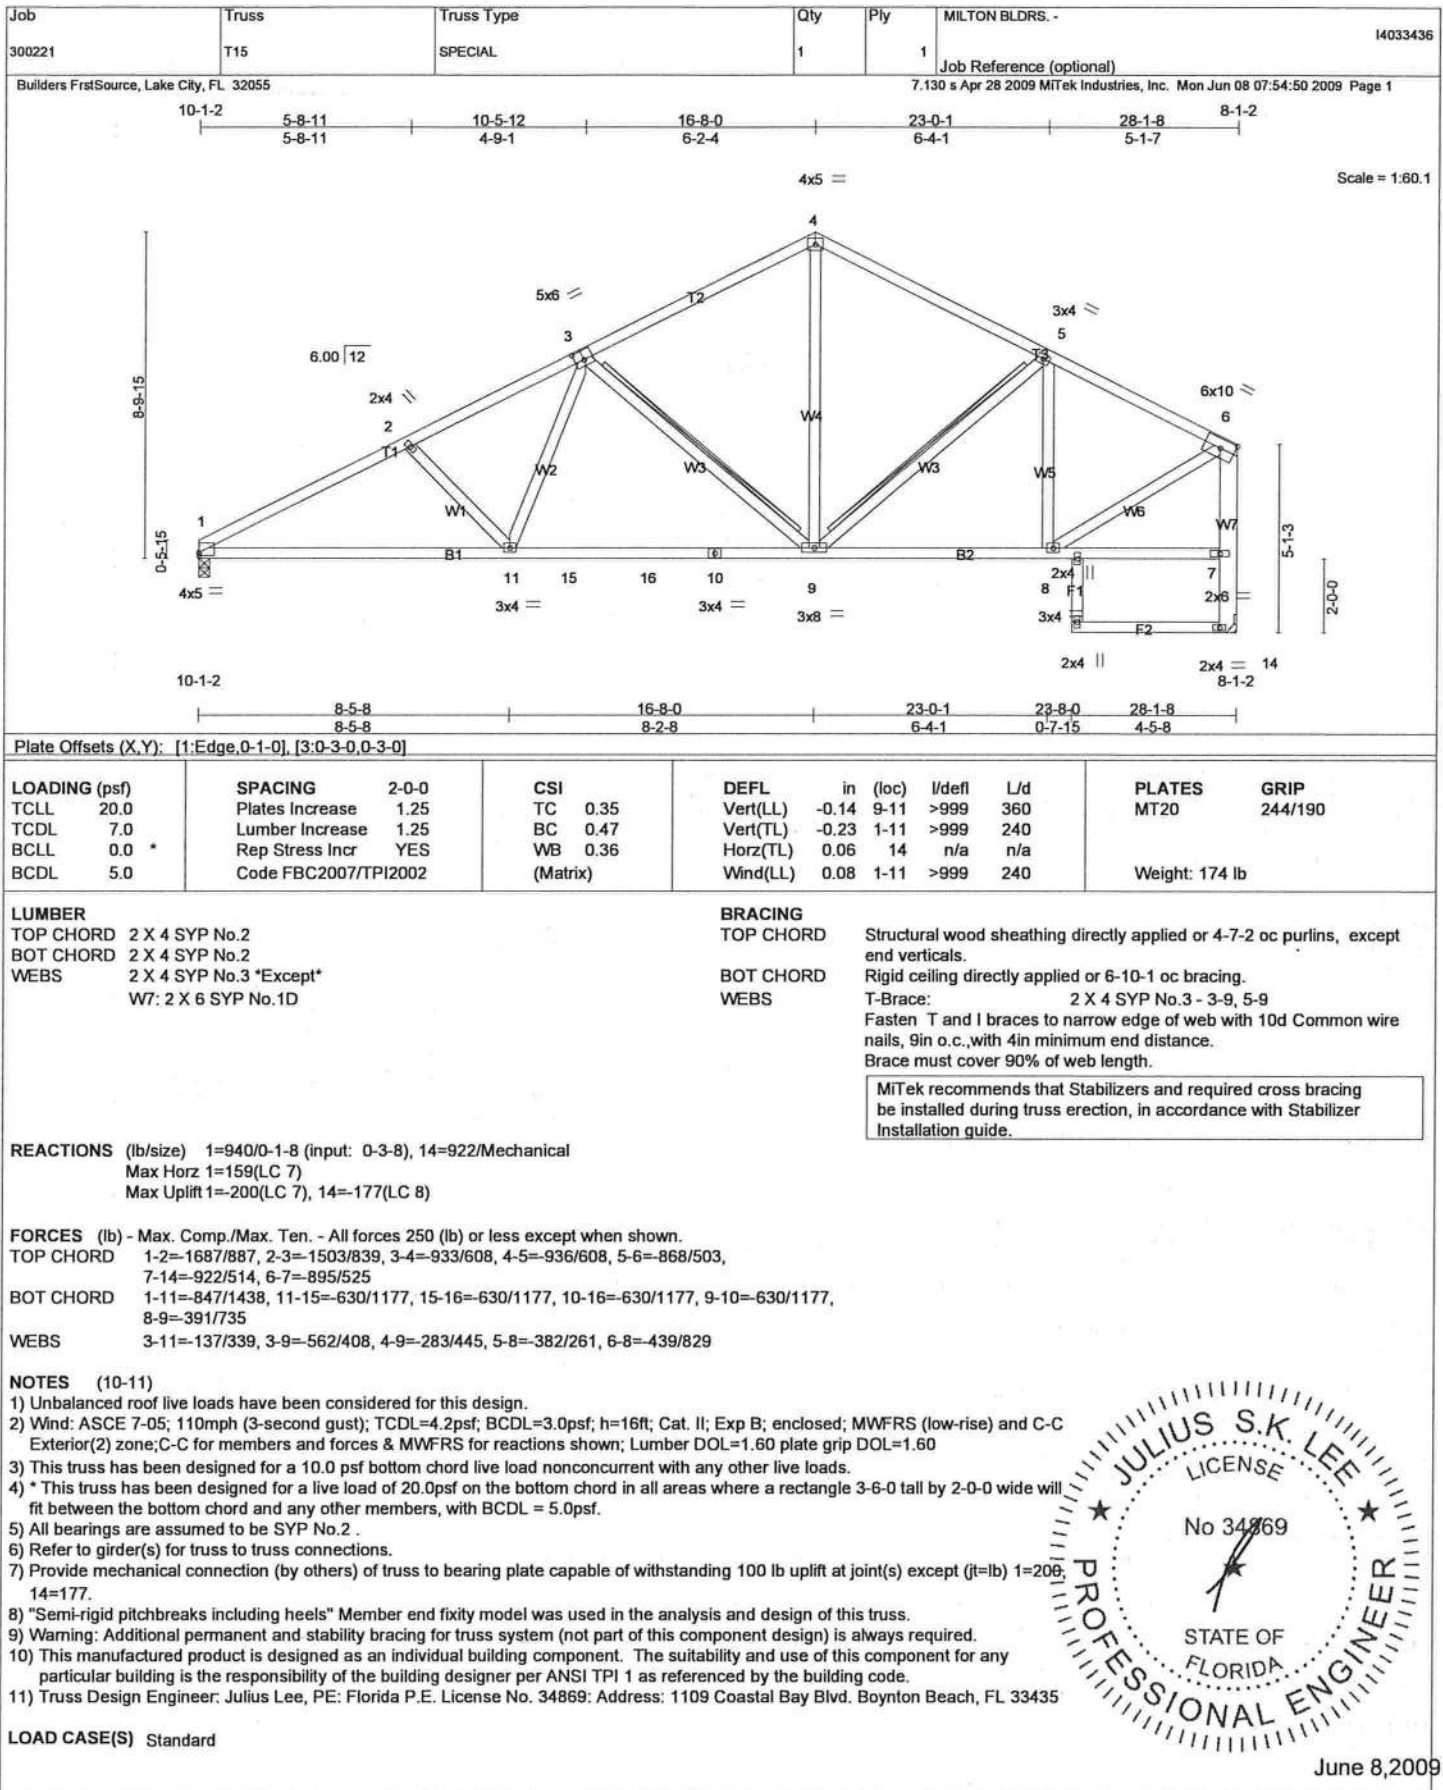 Job Truss Truss Type Qty Ply MILTON BLDRS. -
I4033436
300221 T15 SPECIAL 1 1
Job Reference (optional)
Builders FrstSource, Lake City, FL 32055 7.130 s Apr 28 2009 MiTek Industries, Inc. Mon Jun 08 07:54:50 2009 Page 1
10-1-2 8-1-2
5-8-11 10-5-12 16-8-0 23-0-1 28-1-8
5-8-11 4-9-1 6-2-4 6-4-1 5-1-7
4x5 = Scale = 1:60.1
4
5x6
T2
3x4
3
5
6.00 12
T3
8-9-15
2x4
6x10
2
6
W4
T1
W2 W3 W3 W5
W1 W6 W7
1
5-1-3
0-5-15
B1 B2
4x5 =
11 15 16 10 9 8 2x4 || 7
F1
2x6 =
2-0-0
3x4 = 3x4 = 3x8 = 3x4
F2
2x4 || 2x4 = 14
10-1-2 8-1-2
8-5-8 16-8-0 23-0-1 23-8-0 28-1-8
8-5-8 8-2-8 6-4-1 0-7-15 4-5-8
Plate Offsets (X,Y): [1:Edge,0-1-0], [3:0-3-0,0-3-0]
LOADING (psf) SPACING 2-0-0 CSI DEFL in (loc) l/defl L/d PLATES GRIP
TCLL 20.0 Plates Increase 1.25 TC 0.35 Vert(LL) -0.14 9-11 >999 360 MT20 244/190
TCDL 7.0 Lumber Increase 1.25 BC 0.47 Vert(TL) -0.23 1-11 >999 240
BCLL 0.0 * Rep Stress Incr YES WB 0.36 Horz(TL) 0.06 14 n/a n/a
BCDL 5.0 Code FBC2007/TPI2002 (Matrix) Wind(LL) 0.08 1-11 >999 240 Weight: 174 lb
LUMBER
TOP CHORD 2 X 4 SYP No.2
BOT CHORD 2 X 4 SYP No.2
WEBS 2 X 4 SYP No.3 *Except*
W7: 2 X 6 SYP No.1D
BRACING
TOP CHORD Structural wood sheathing directly applied or 4-7-2 oc purlins, except
end verticals.
BOT CHORD Rigid ceiling directly applied or 6-10-1 oc bracing.
WEBS T-Brace: 2 X 4 SYP No.3 - 3-9, 5-9
Fasten T and I braces to narrow edge of web with 10d Common wire
nails, 9in o.c.,with 4in minimum end distance.
Brace must cover 90% of web length.
MiTek recommends that Stabilizers and required cross bracing
be installed during truss erection, in accordance with Stabilizer
Installation guide.
REACTIONS (lb/size) 1=940/0-1-8 (input: 0-3-8), 14=922/Mechanical
Max Horz 1=159(LC 7)
Max Uplift 1=-200(LC 7), 14=-177(LC 8)
FORCES (lb) - Max. Comp./Max. Ten. - All forces 250 (lb) or less except when shown.
TOP CHORD 1-2=-1687/887, 2-3=-1503/839, 3-4=-933/608, 4-5=-936/608, 5-6=-868/503,
7-14=-922/514, 6-7=-895/525
BOT CHORD 1-11=-847/1438, 11-15=-630/1177, 15-16=-630/1177, 10-16=-630/1177, 9-10=-630/1177,
8-9=-391/735
WEBS 3-11=-137/339, 3-9=-562/408, 4-9=-283/445, 5-8=-382/261, 6-8=-439/829
NOTES (10-11)
1) Unbalanced roof live loads have been considered for this design.
2) Wind: ASCE 7-05; 110mph (3-second gust); TCDL=4.2psf; BCDL=3.0psf; h=16ft; Cat. II; Exp B; enclosed; MWFRS (low-rise) and C-C
Exterior(2) zone;C-C for members and forces & MWFRS for reactions shown; Lumber DOL=1.60 plate grip DOL=1.60
3) This truss has been designed for a 10.0 psf bottom chord live load nonconcurrent with any other live loads.
4) * This truss has been designed for a live load of 20.0psf on the bottom chord in all areas where a rectangle 3-6-0 tall by 2-0-0 wide will
fit between the bottom chord and any other members, with BCDL = 5.0psf.
5) All bearings are assumed to be SYP No.2 .
6) Refer to girder(s) for truss to truss connections.
7) Provide mechanical connection (by others) of truss to bearing plate capable of withstanding 100 lb uplift at joint(s) except (jt=lb) 1=200,
14=177.
8) "Semi-rigid pitchbreaks including heels" Member end fixity model was used in the analysis and design of this truss.
9) Warning: Additional permanent and stability bracing for truss system (not part of this component design) is always required.
10) This manufactured product is designed as an individual building component. The suitability and use of this component for any
particular building is the responsibility of the building designer per ANSI TPI 1 as referenced by the building code.
11) Truss Design Engineer: Julius Lee, PE: Florida P.E. License No. 34869: Address: 1109 Coastal Bay Blvd. Boynton Beach, FL 33435
LOAD CASE(S) Standard
JULIUS S.K. LEE
LICENSE
No 34869
STATE OF
FLORIDA
PROFESSIONAL ENGINEER
June 8,2009